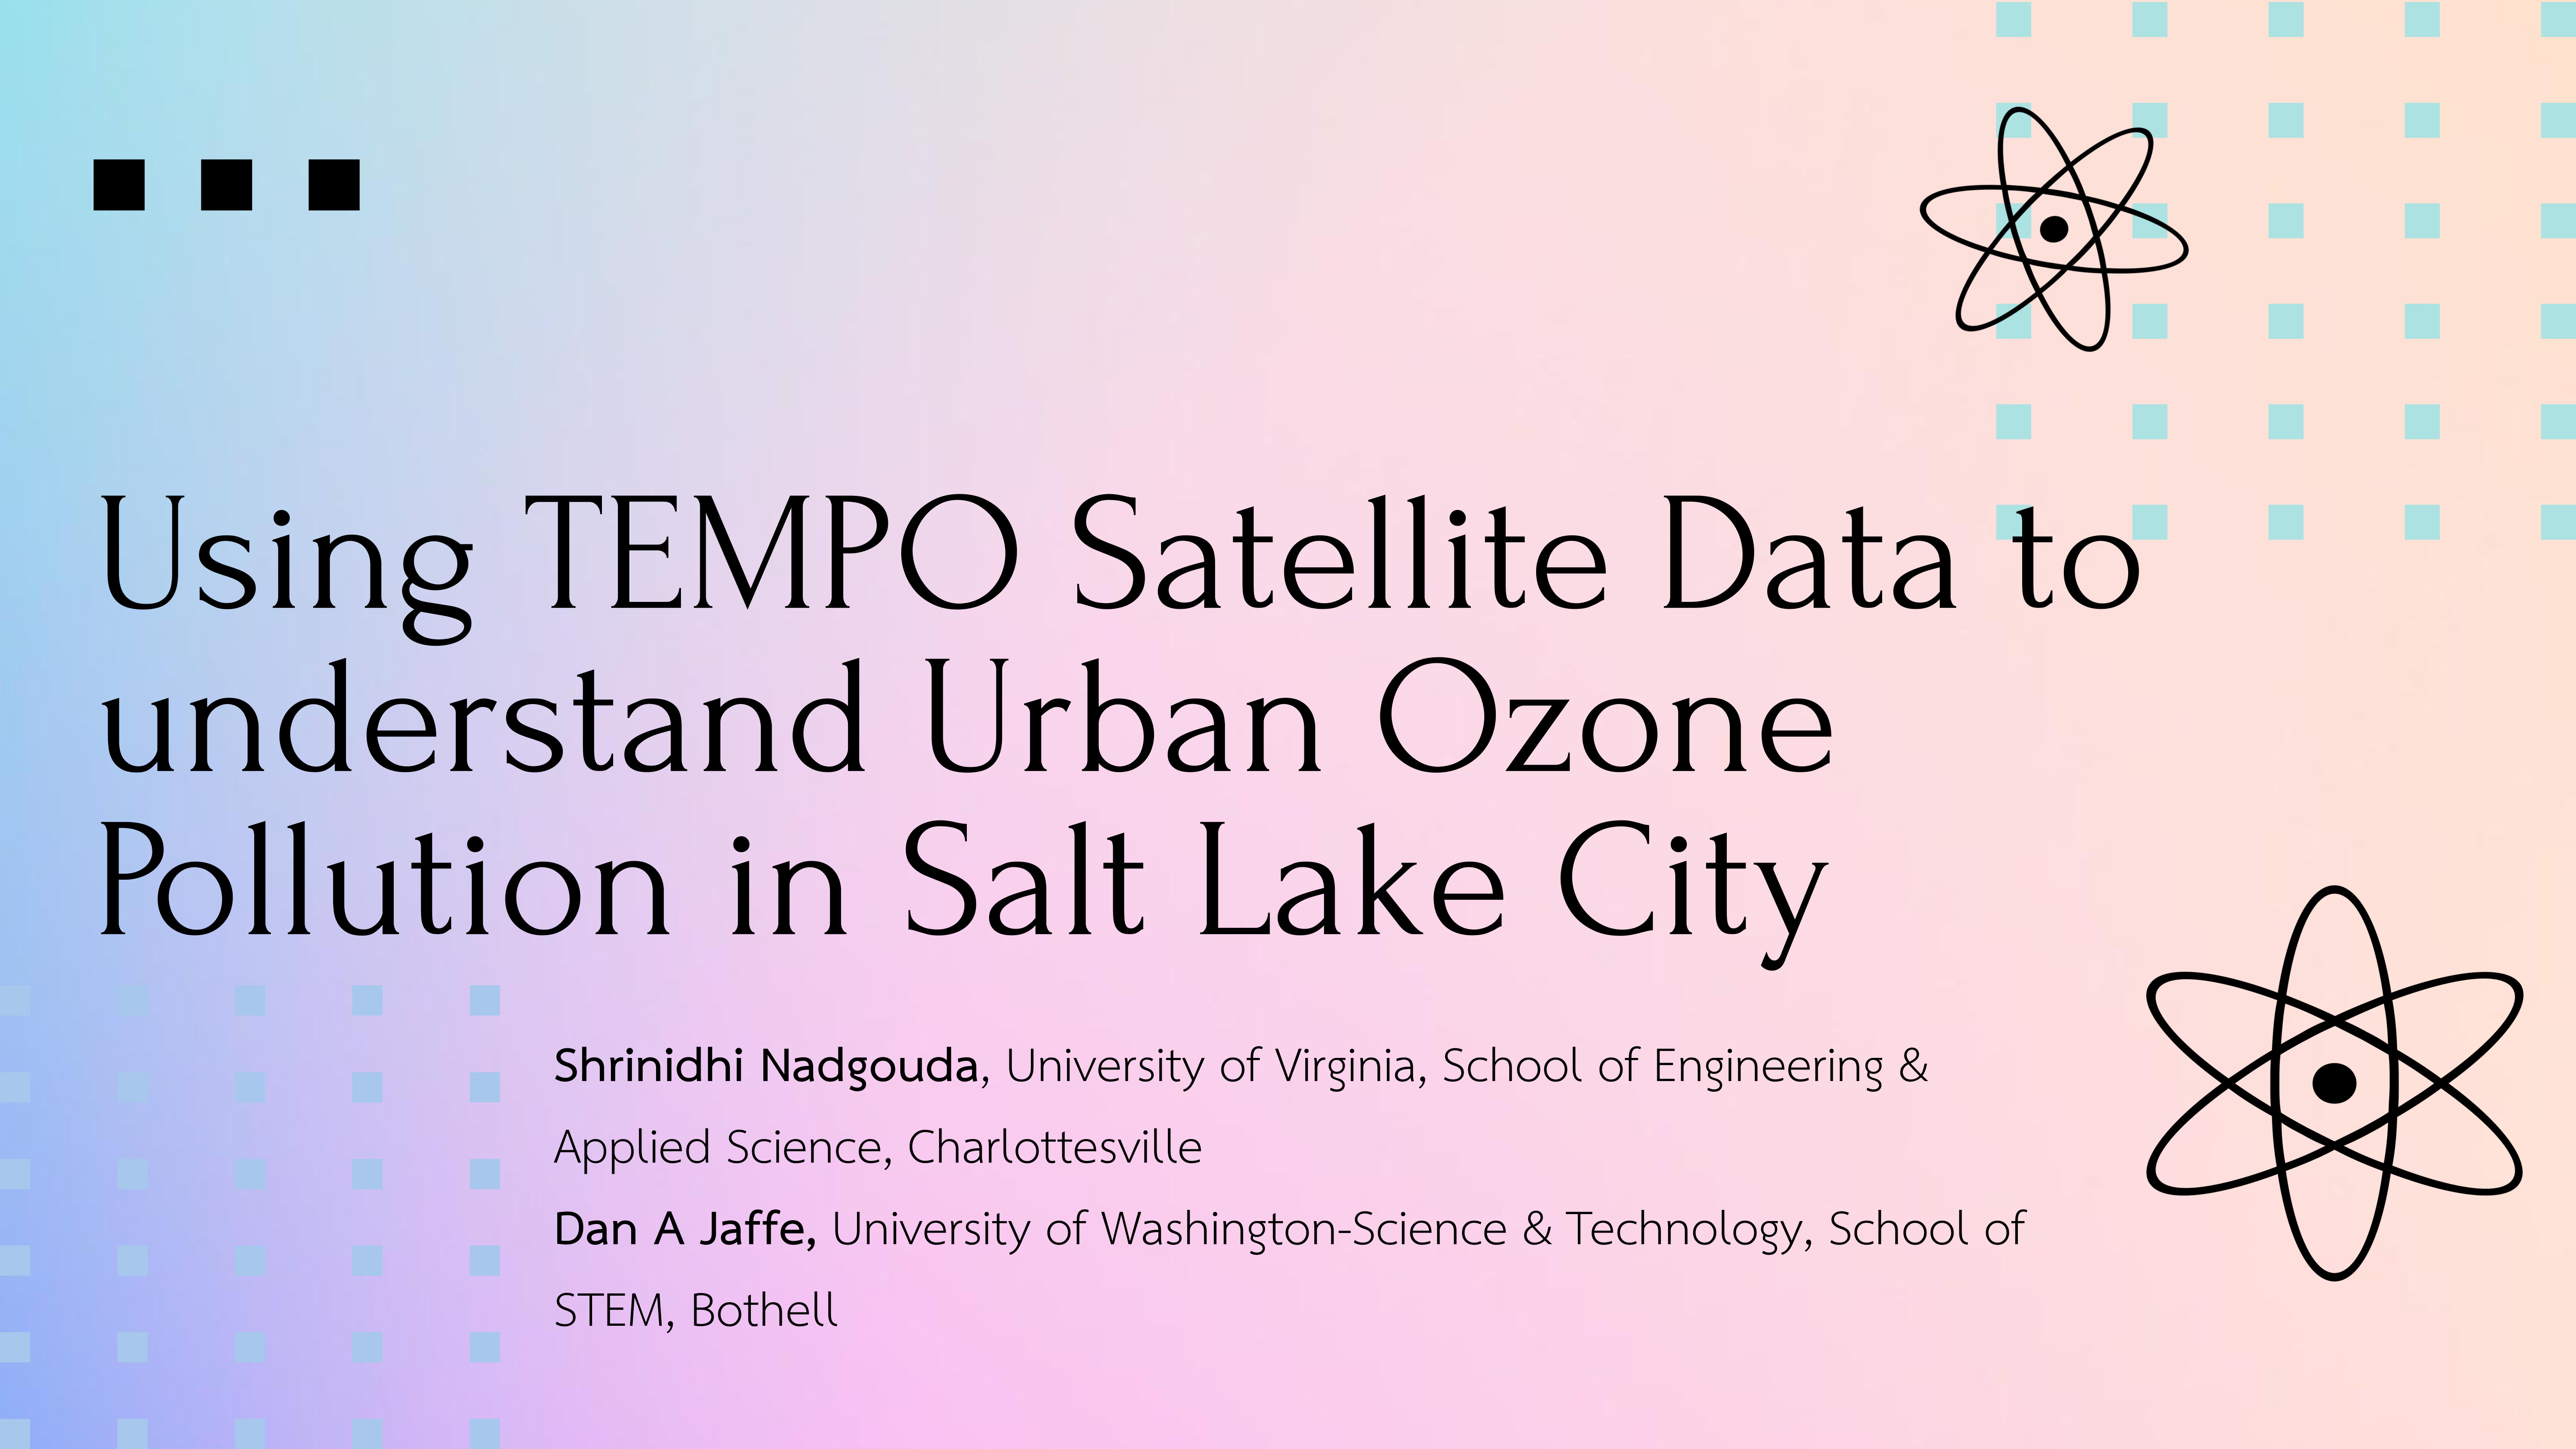 Using TEMPO Satellite Data to
understand Urban Ozone
Pollution in Salt Lake City
Shrinidhi Nadgouda, University of Virginia, School of Engineering &
Applied Science, Charlottesville
Dan A Jaffe, University of Washington-Science & Technology, School of
STEM, Bothell